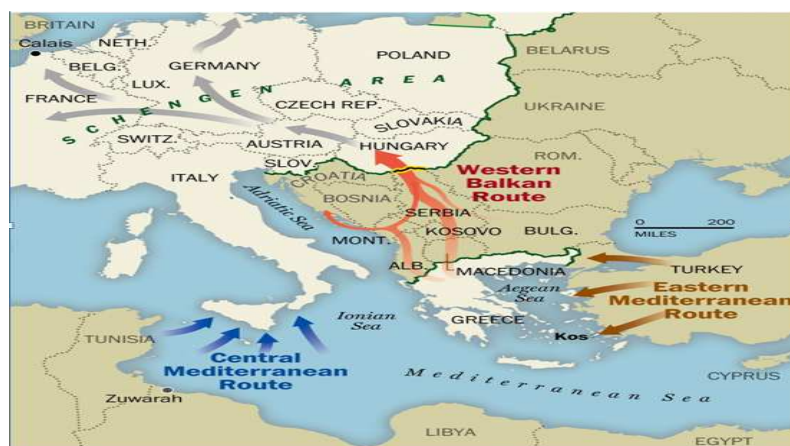 BRITAIN
Calais
NETH.
BELG.
LUX.
GERMANY
POLAND
BELARUS
SCHENGEN AREA
FRANCE
CZECH REP.
UKRAINE
SLOVAKIA
SWITZ.
AUSTRIA
HUNGARY
SLOV.
ROM.
ITALY
CROATIA
Western
Balkan
Route
BOSNIA
Adriatic Sea
SERBIA
0 200
MILES
MONT.
KOSOVO
BULG.
ALB.
MACEDONIA
TURKEY
Aegean
Sea
Eastern
Mediterranean
Route
Ionian
Sea
GREECE
Kos
TUNISIA
Central
Mediterranean
Route
Mediterranean Sea
CYPRUS
Zuwarah
LIBYA
EGYPT